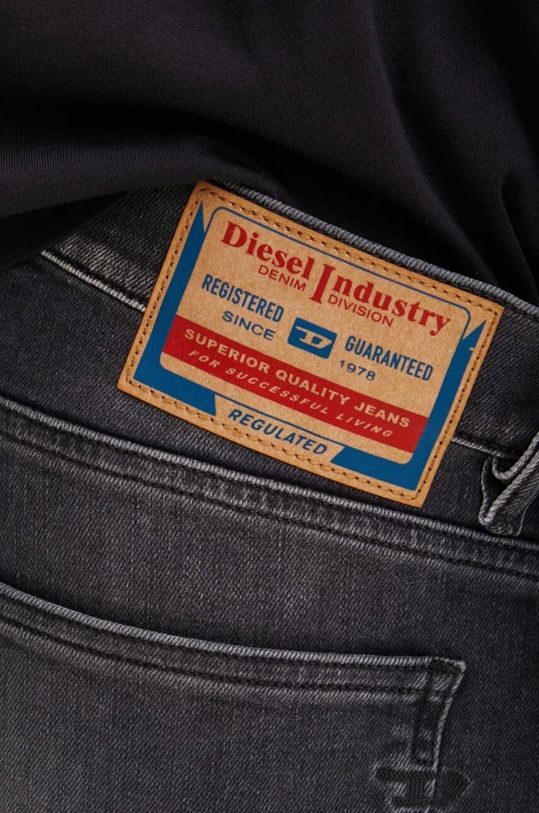 Diesel Industry
DENIM DIVISION
REGISTERED D GUARANTEED
SINCE 1978
SUPERIOR QUALITY JEANS
FOR SUCCESSFUL LIVING
REGULATED
D